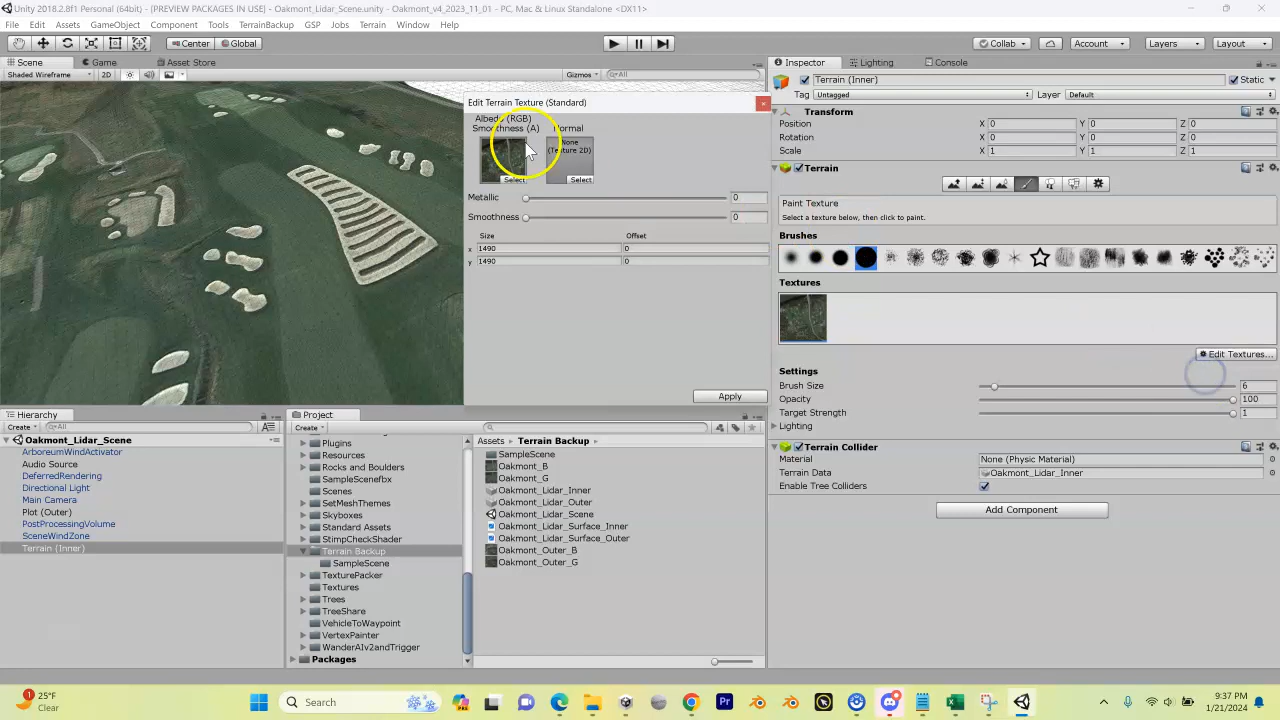 Unity 2018.2.8f1 Personal (64bit) - [PREVIEW PACKAGES IN USE] - Oakmont_Lidar_Scene.unity - Oakmont_v4_2023_11_01 - PC, Mac & Linux Standalone <DX11>
File Edit Assets GameObject Component Tools TerrainBackup GSP Jobs Terrain Window Help
Center Global Collab Account Layers Layout
Scene Game Asset Store
Shaded Wireframe 2D Gizmos All
Edit Terrain Texture (Standard)
Albedo (RGB)
Smoothness (A) Normal
None
(Texture 2D)
Select Select
Metallic 0
Smoothness 0
Size Offset
x 1490 0
y 1490 0
Apply
Inspector Lighting Console
Terrain (Inner) Static
Tag Untagged Layer Default
Transform
Position X 0 Y 0 Z 0
Rotation X 0 Y 0 Z 0
Scale X 1 Y 1 Z 1
Terrain
Paint Texture
Select a texture below, then click to paint.
Brushes
Textures
Edit Textures...
Settings
Brush Size 6
Opacity 100
Target Strength 1
Lighting
Terrain Collider
Material None (Physic Material)
Terrain Data Oakmont_Lidar_Inner
Enable Tree Colliders
Add Component
Hierarchy
Create All
Oakmont_Lidar_Scene
ArboreumWindActivator
Audio Source
DeferredRendering
Directional Light
Main Camera
Plot (Outer)
PostProcessingVolume
SceneWindZone
Terrain (Inner)
Project
Create
Plugins
Resources
Rocks and Boulders
SampleScenefbx
Scenes
SetMeshThemes
Skyboxes
Standard Assets
StimpCheckShader
Terrain Backup
SampleScene
TexturePacker
Textures
Trees
TreeShare
VehicleToWaypoint
VertexPainter
WanderAIv2andTrigger
Packages
Assets Terrain Backup
SampleScene
Oakmont_B
Oakmont_G
Oakmont_Lidar_Inner
Oakmont_Lidar_Outer
Oakmont_Lidar_Scene
Oakmont_Lidar_Surface_Inner
Oakmont_Lidar_Surface_Outer
Oakmont_Outer_B
Oakmont_Outer_G
1
25°F
Clear
Search
Pr
9:37 PM
1/21/2024